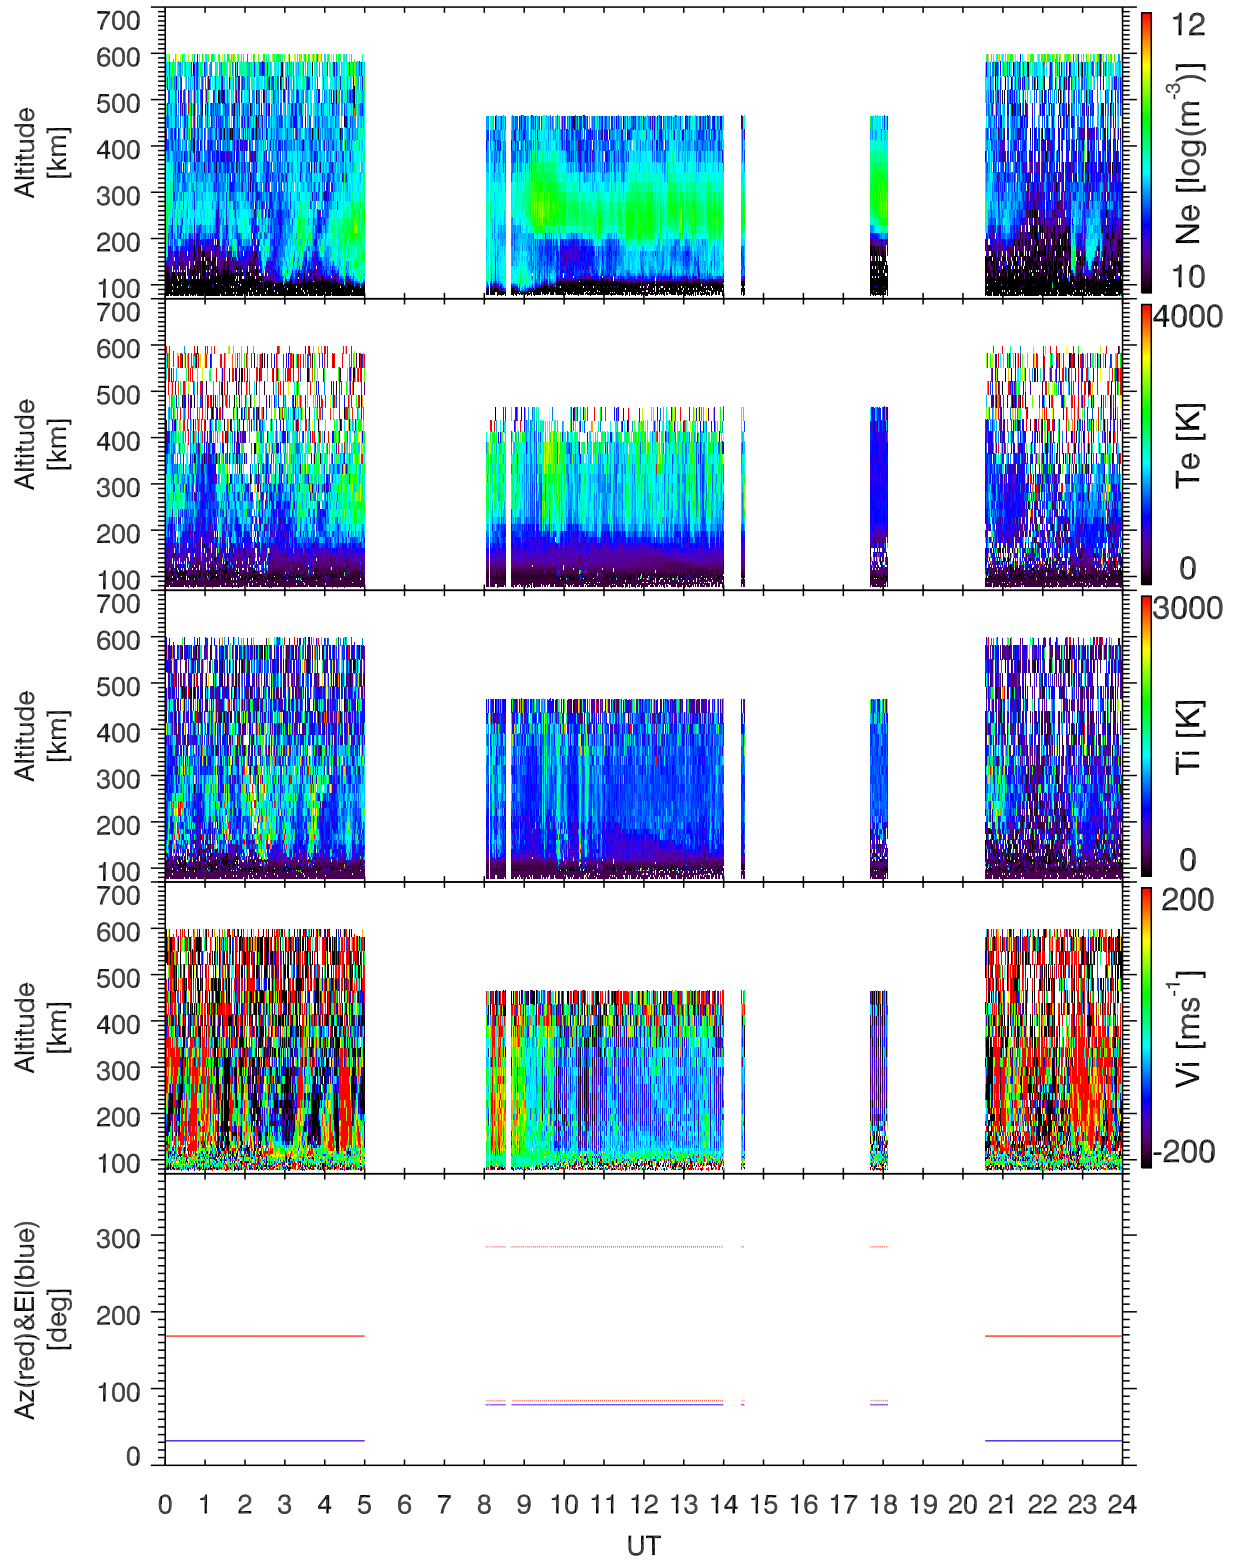 700
600
500
400
300
200
100
Altitude
[km]
12
10
Ne [log(m⁻³)]
700
600
500
400
300
200
100
Altitude
[km]
4000
0
Te [K]
700
600
500
400
300
200
100
Altitude
[km]
3000
0
Ti [K]
700
600
500
400
300
200
100
Altitude
[km]
200
-200
Vi [ms⁻¹]
300
200
100
0
Az(red)&El(blue)
[deg]
0 1 2 3 4 5 6 7 8 9 10 11 12 13 14 15 16 17 18 19 20 21 22 23 24
UT